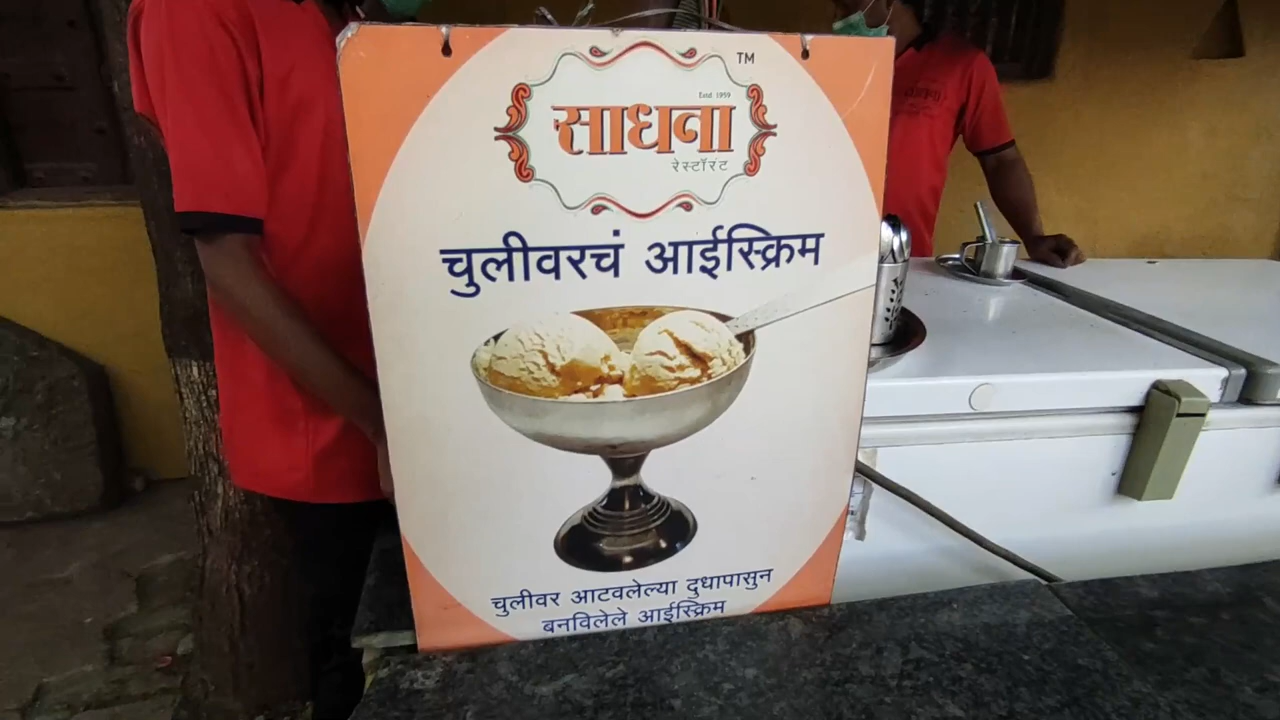 TM
Estd. 1959
साधना
रेस्टॉरंट
चुलीवरचं आईस्क्रिम
चुलीवर आटवलेल्या दुधापासुन
बनविलेले आईस्क्रिम